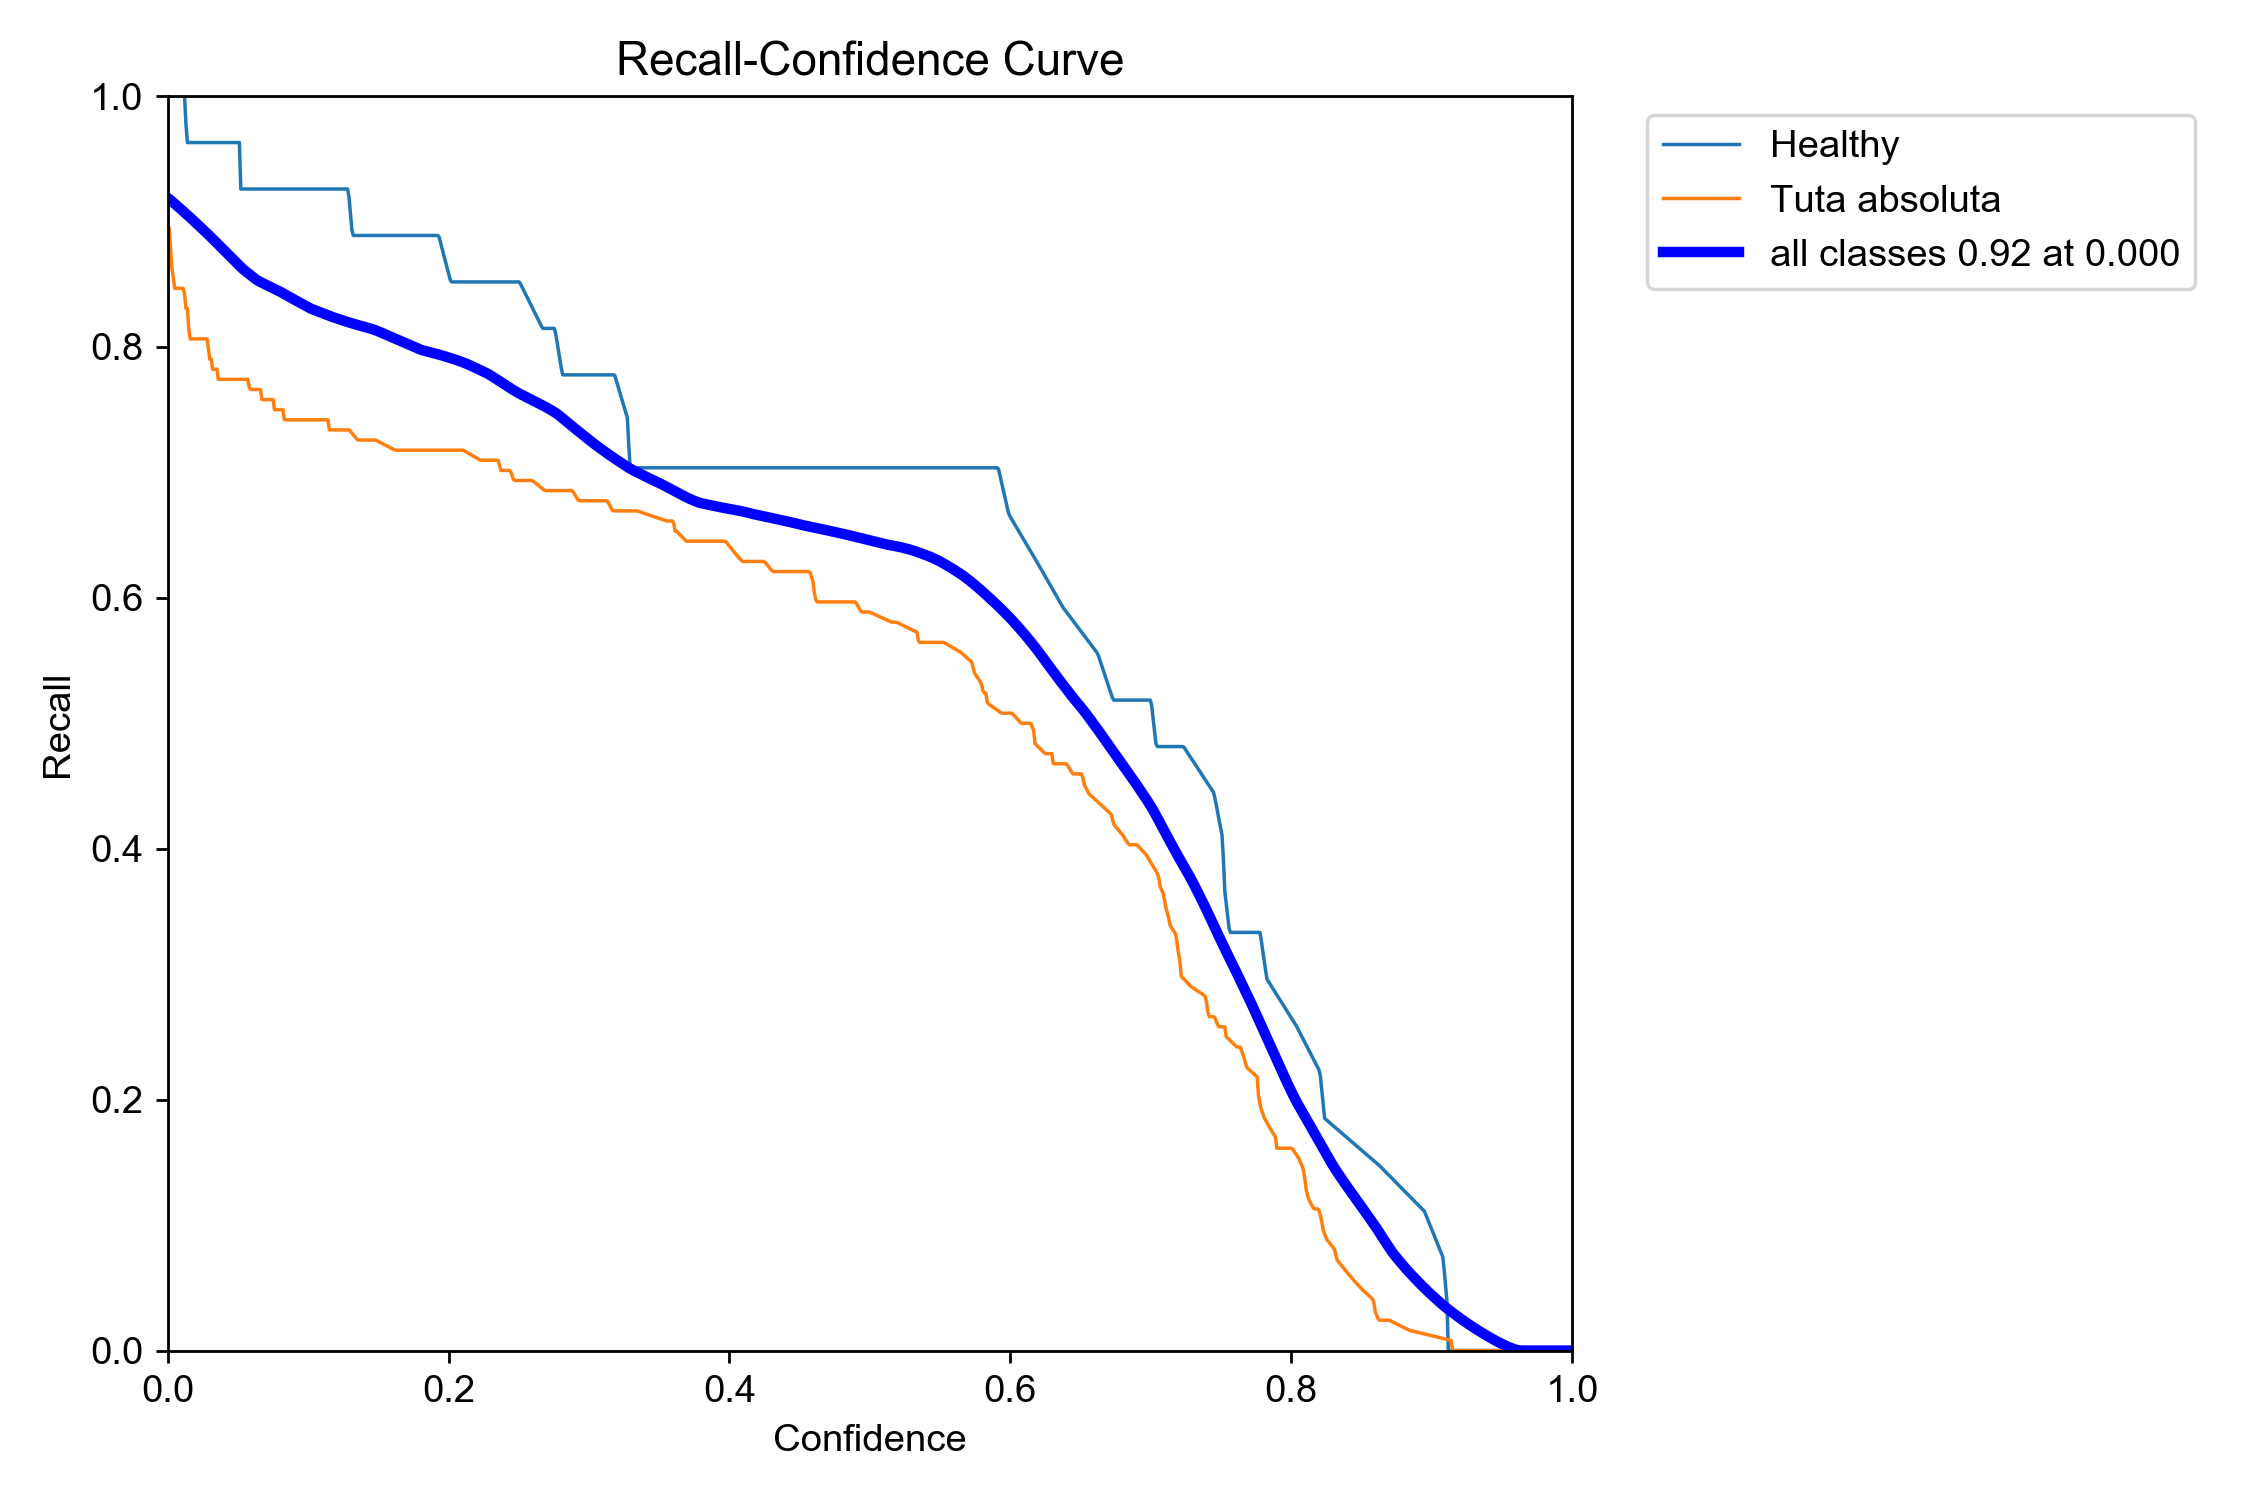 Recall-Confidence Curve
1.0
0.8
0.6
0.4
0.2
0.0
Recall
0.0 0.2 0.4 0.6 0.8 1.0
Confidence
Healthy
Tuta absoluta
all classes 0.92 at 0.000